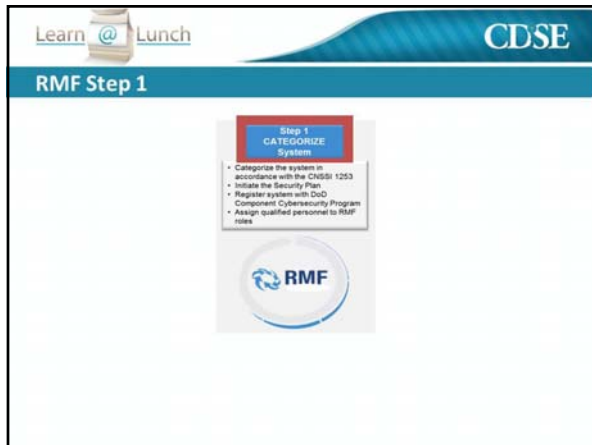 Learn @ Lunch
CDSE
RMF Step 1
Step 1
CATEGORIZE
System
• Categorize the system in
accordance with the CNSSI 1253
• Initiate the Security Plan
• Register system with DoD
Component Cybersecurity Program
• Assign qualified personnel to RMF
roles
RMF